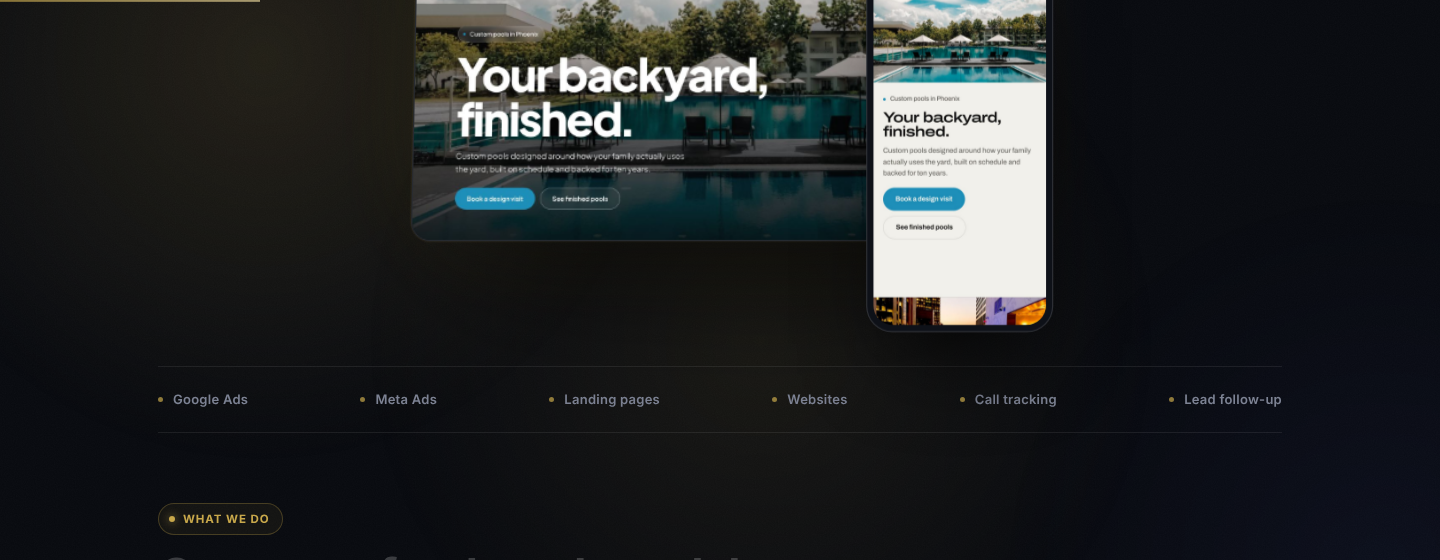 Custom pools in Phoenix
Your backyard,
finished.
Custom pools designed around how your family actually uses
the yard, built on schedule and backed for ten years.
Book a design visit
See finished pools
Custom pools in Phoenix
Your backyard,
finished.
Custom pools designed around how your family
actually uses the yard, built on schedule and
backed for ten years.
Book a design visit
See finished pools
Google Ads
Meta Ads
Landing pages
Websites
Call tracking
Lead follow-up
WHAT WE DO